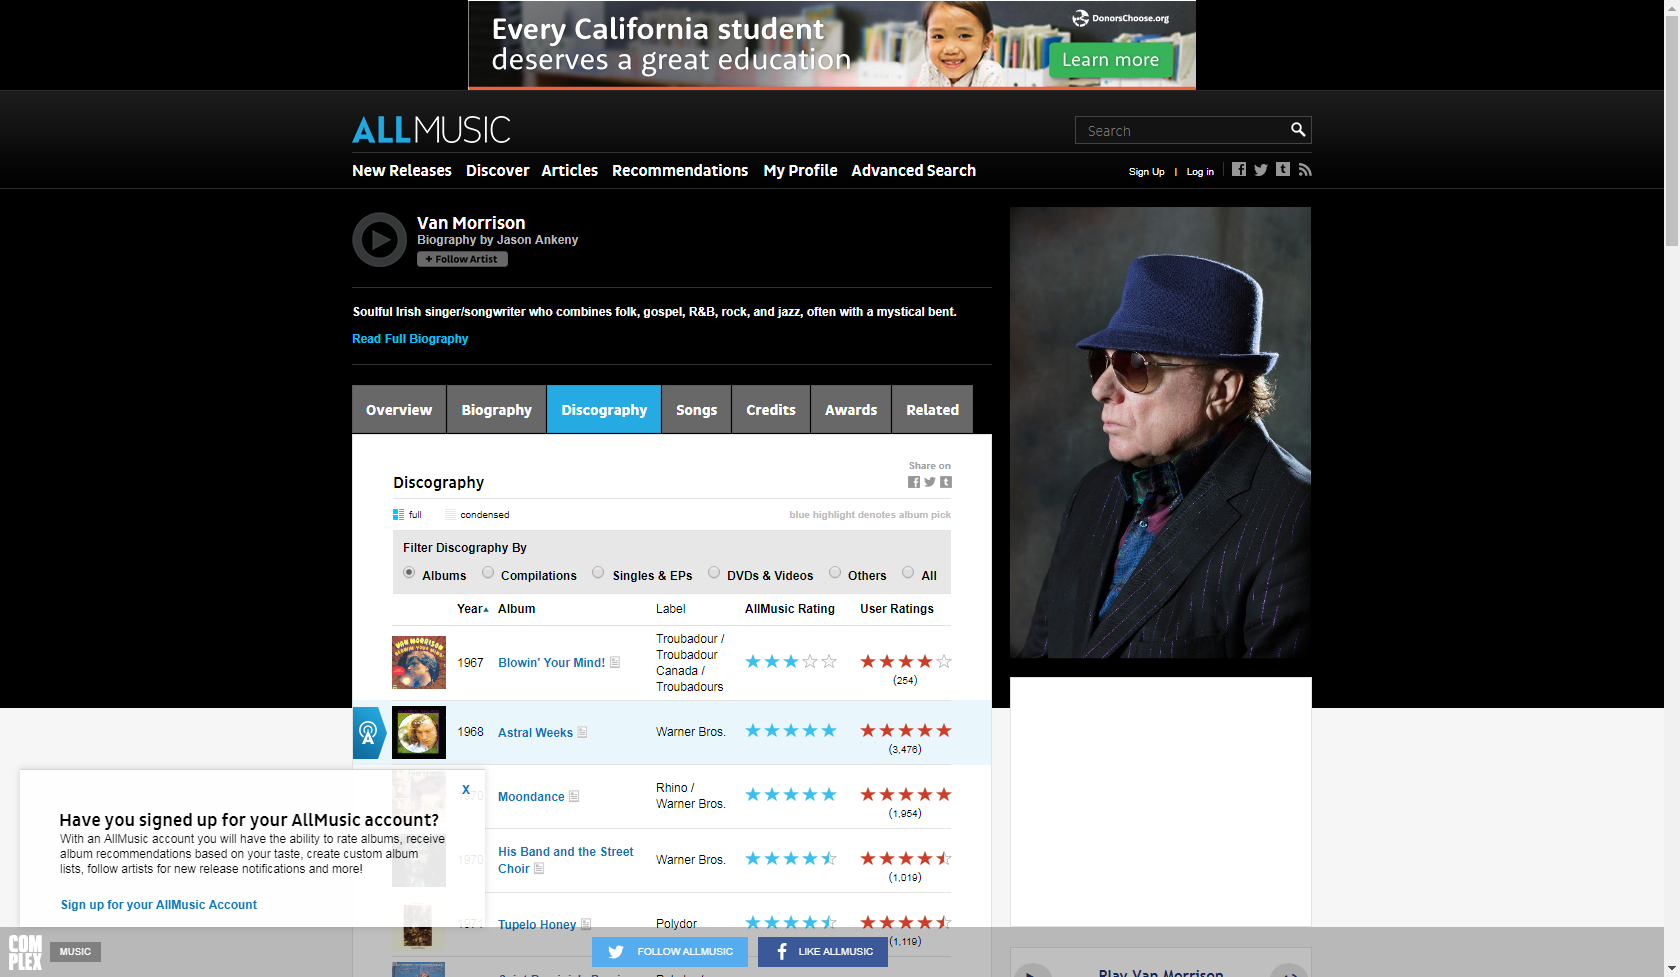 Every California student
deserves a great education
DonorsChoose.org
Learn more
ALLMUSIC
Search
New Releases Discover Articles Recommendations My Profile Advanced Search
Sign Up | Log in
Van Morrison
Biography by Jason Ankeny
+ Follow Artist
Soulful Irish singer/songwriter who combines folk, gospel, R&B, rock, and jazz, often with a mystical bent.
Read Full Biography
Overview Biography Discography Songs Credits Awards Related
Share on
Discography
full condensed blue highlight denotes album pick
Filter Discography By
Albums Compilations Singles & EPs DVDs & Videos Others All
Year Album Label AllMusic Rating User Ratings
VAN MORRISON
BLOWIN' YOUR MIND!
1967 Blowin' Your Mind! Troubadour /
Troubadour
Canada /
Troubadours
(254)
1968 Astral Weeks Warner Bros.
(3,476)
1970 Moondance Rhino /
Warner Bros.
(1,954)
1970 His Band and the Street
Choir Warner Bros.
(1,019)
1971 Tupelo Honey Polydor
(1,119)
X
Have you signed up for your AllMusic account?
With an AllMusic account you will have the ability to rate albums, receive
album recommendations based on your taste, create custom album
lists, follow artists for new release notifications and more!
Sign up for your AllMusic Account
COMPLEX
MUSIC
FOLLOW ALLMUSIC
LIKE ALLMUSIC
Play Van Morrison